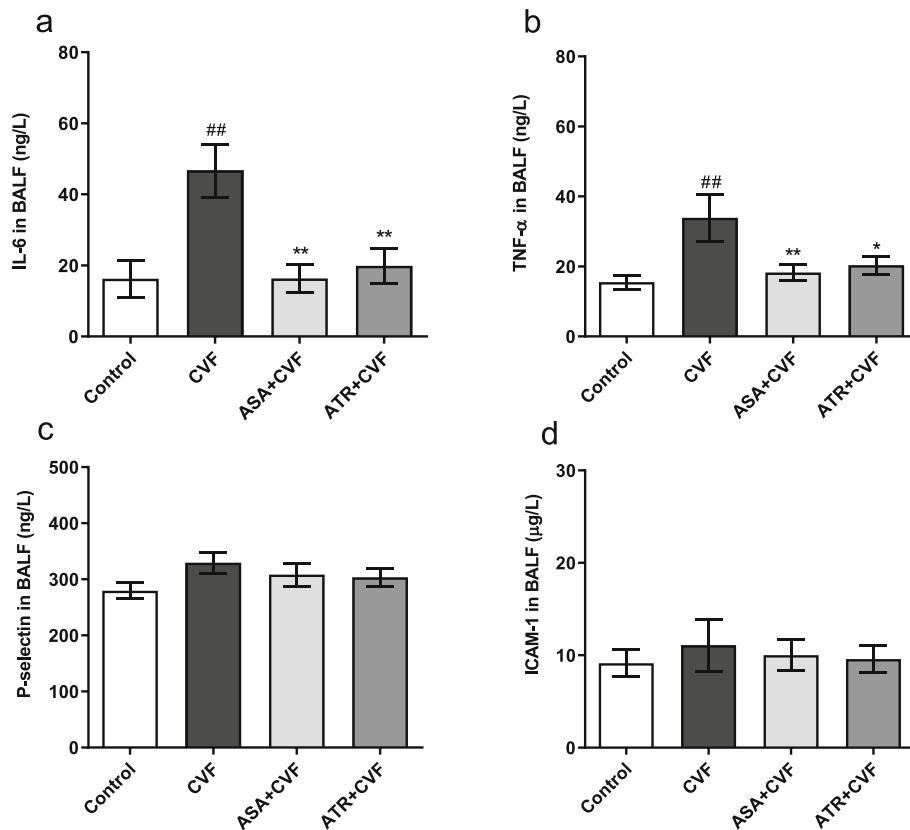 a
IL-6 in BALF (ng/L)
80
60
40
20
0
##
**
**
Control
CVF
ASA+CVF
ATR+CVF
b
TNF-α in BALF (ng/L)
80
60
40
20
0
##
**
*
Control
CVF
ASA+CVF
ATR+CVF
c
P-selectin in BALF (ng/L)
500
400
300
200
100
0
Control
CVF
ASA+CVF
ATR+CVF
d
ICAM-1 in BALF (μg/L)
30
20
10
0
Control
CVF
ASA+CVF
ATR+CVF